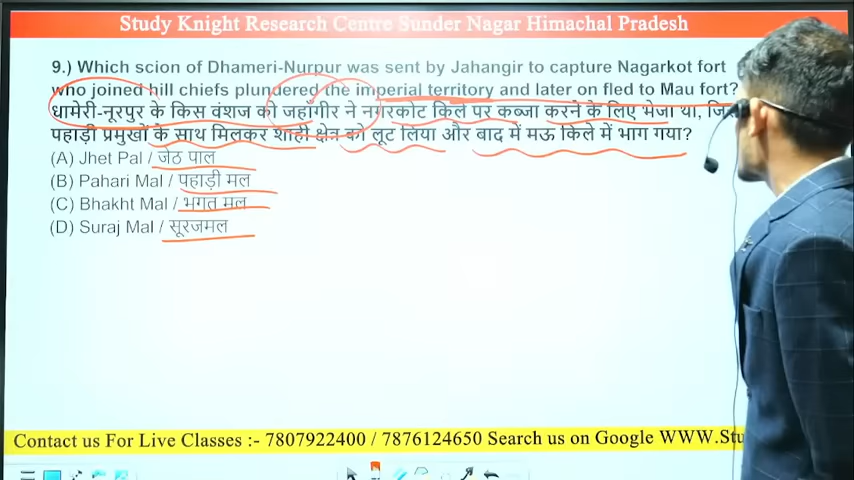 Study Knight Research Centre Sunder Nagar Himachal Pradesh
9.) Which scion of Dhameri-Nurpur was sent by Jahangir to capture Nagarkot fort
who joined hill chiefs plundered the imperial territory and later on fled to Mau fort?
धामेरी-नूरपुर के किस वंशज को जहाँगीर ने नगरकोट किले पर कब्जा करने के लिए भेजा था,
पहाड़ी प्रमुखों के साथ मिलकर शाही क्षेत्र को लूट लिया और बाद में मऊ किले में भाग गया?
(A) Jhet Pal / जेठ पाल
(B) Pahari Mal / पहाड़ी मल
(C) Bhakht Mal / भगत मल
(D) Suraj Mal / सूरजमल
Contact us For Live Classes :- 7807922400 / 7876124650 Search us on Google